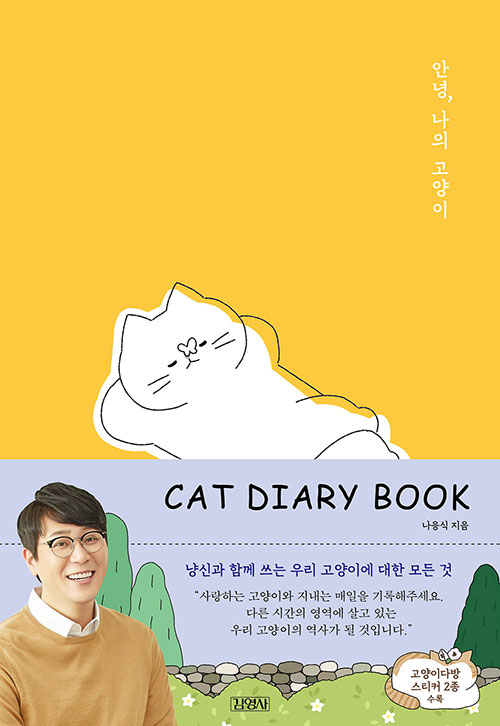 안녕, 나의 고양이
CAT DIARY BOOK
나응식 지음
냥신과 함께 쓰는 우리 고양이에 대한 모든 것
“사랑하는 고양이와 지내는 매일을 기록해주세요.
다른 시간의 영역에 살고 있는
우리 고양이의 역사가 될 것입니다.”
고양이다방
스티커 2종
수록
김영사